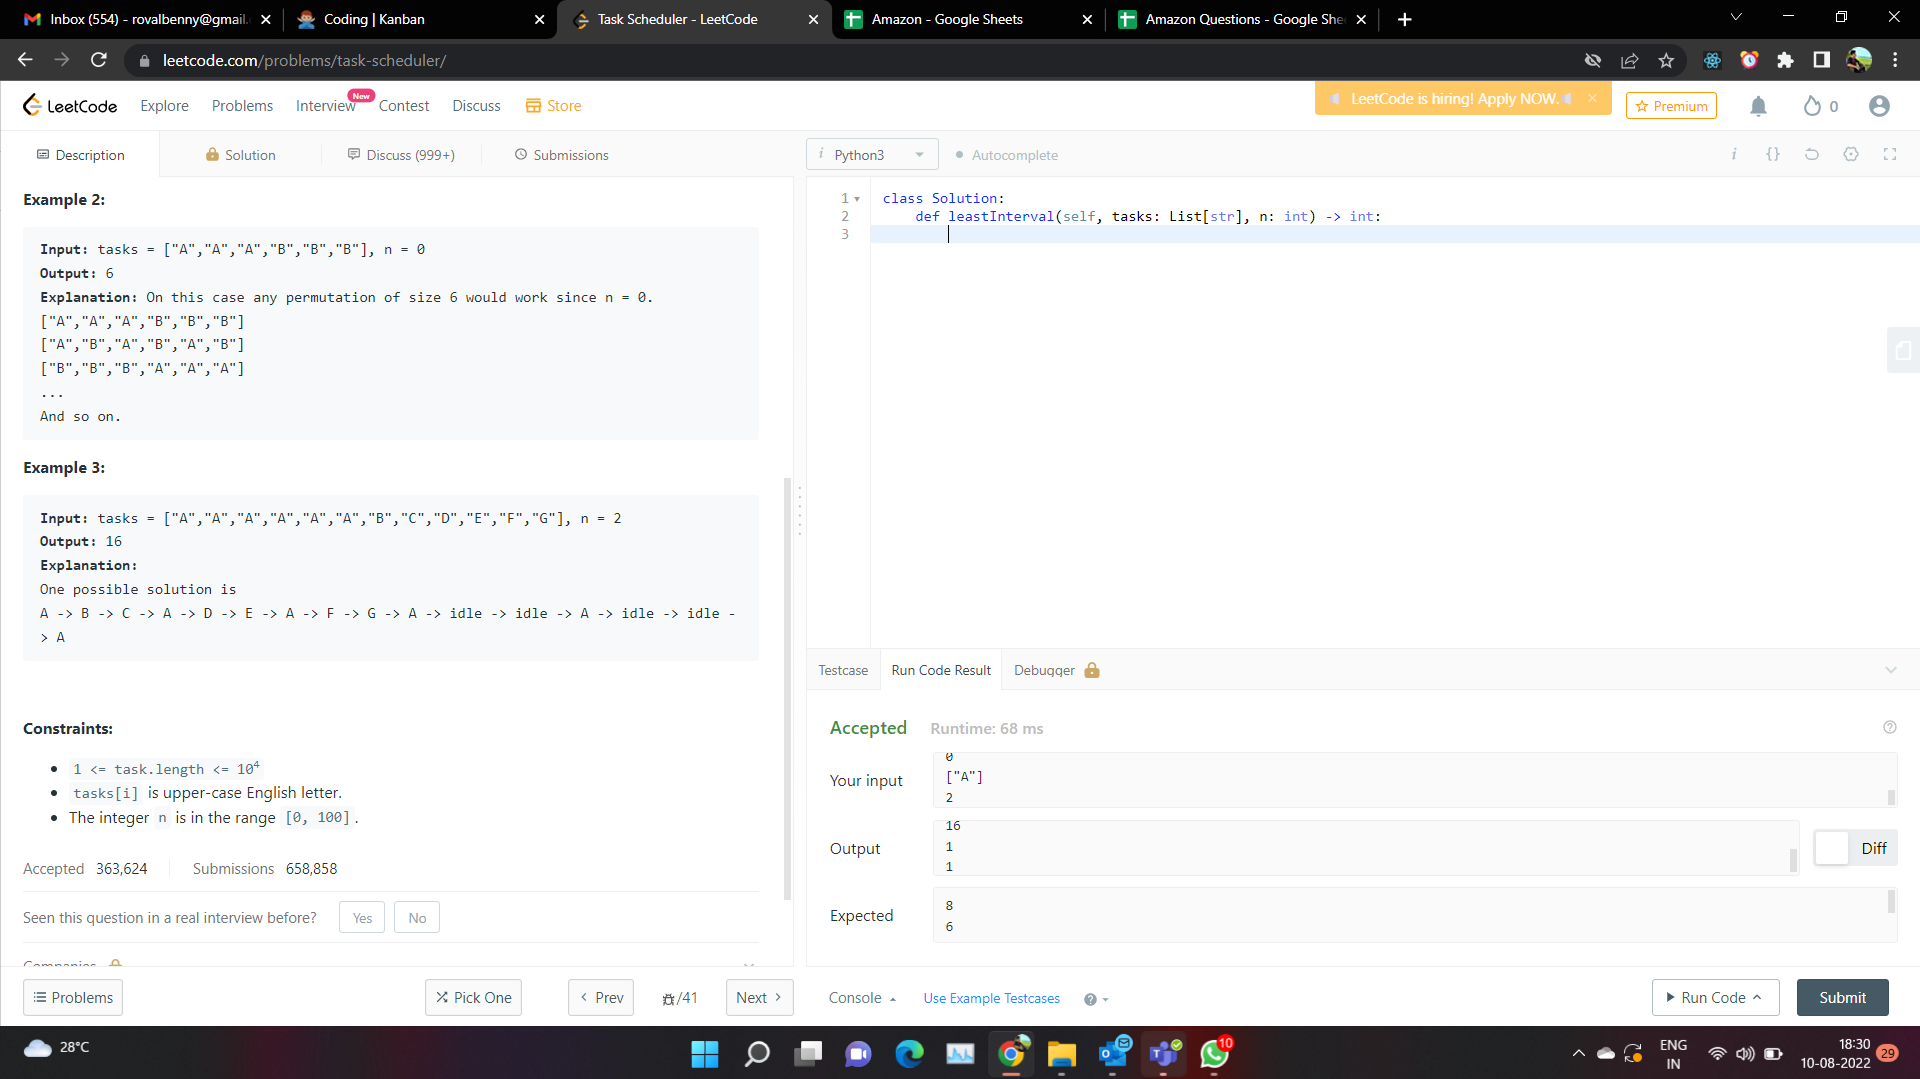 Inbox (554) - rovalbenny@gmail.
Coding | Kanban
Task Scheduler - LeetCode
Amazon - Google Sheets
Amazon Questions - Google She
leetcode.com/problems/task-scheduler/
LeetCode
Explore
Problems
Interview
New
Contest
Discuss
Store
LeetCode is hiring! Apply NOW.
Premium
0
Description
Solution
Discuss (999+)
Submissions
i Python3
Autocomplete
i {}
Example 2:
Input: tasks = ["A","A","A","B","B","B"], n = 0
Output: 6
Explanation: On this case any permutation of size 6 would work since n = 0.
["A","A","A","B","B","B"]
["A","B","A","B","A","B"]
["B","B","B","A","A","A"]
...
And so on.
Example 3:
Input: tasks = ["A","A","A","A","A","A","B","C","D","E","F","G"], n = 2
Output: 16
Explanation:
One possible solution is
A -> B -> C -> A -> D -> E -> A -> F -> G -> A -> idle -> idle -> A -> idle -> idle -
> A
Constraints:
• 1 <= task.length <= 10⁴
• tasks[i] is upper-case English letter.
• The integer n is in the range [0, 100].
Accepted 363,624
Submissions 658,858
Seen this question in a real interview before?
Yes
No
Companies
1 class Solution:
2 def leastInterval(self, tasks: List[str], n: int) -> int:
3
Testcase
Run Code Result
Debugger
Accepted
Runtime: 68 ms
Your input
0
["A"]
2
Output
16
1
1
Diff
Expected
8
6
Problems
Pick One
Prev
/41
Next
Console
Use Example Testcases
Run Code
Submit
28°C
10
ENG
IN
18:30
10-08-2022
29